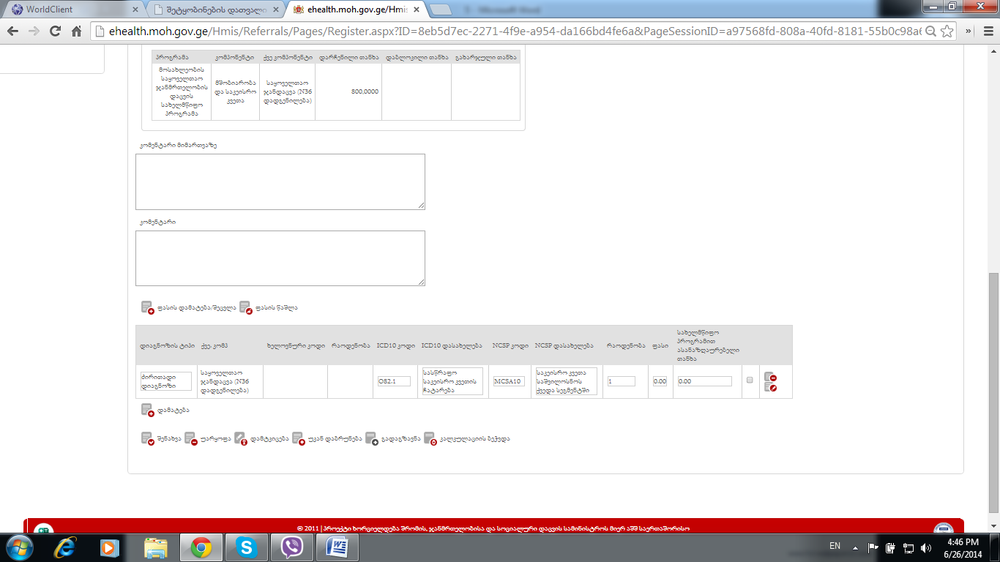 WorldClient
შეტყობინების დათვალი
ehealth.moh.gov.ge/Hmis
ehealth.moh.gov.ge/Hmis/Referrals/Pages/Register.aspx?ID=8eb5d7ec-2271-4f9e-a954-da166bd4fe6a&PageSessionID=a97568fd-808a-40fd-8181-55b0c98a6
პროგრამა კომპონენტი ქვე კომპონენტი დარჩენილი თანხა დაბლოკილი თანხა გახარჯული თანხა
მოსახლეობის საყოველთაო ჯანმრთელობის დაცვის სახელმწიფო პროგრამა
მშობიარობა და საკეისრო კვეთა
საყოველთაო ჯანდაცვა (N36 დადგენილება)
800,0000
კომენტარი მიმართვაზე
კომენტარი
ფასის დამატება/შეცვლა ფასის წაშლა
დიაგნოზის ტიპი ქვე. კომპ ხელოვნური კოდი რაოდენობა ICD10 კოდი ICD10 დასახელება NCSP კოდი NCSP დასახელება რაოდენობა ფასი სახელმწიფო პროგრამით ასანაზღაურებელი თანხა
მირითადი დიაგნოზი
საყოველთაო ჯანდაცვა (N36 დადგენილება)
O82.1
სასწრაფო საკეისრო კვეთის ჩატარება
MCSA10
საკეისრო კვეთა საშვილოსნოს ქვედა სეგმენტში
1
0.00
0.00
დამატება
შენახვა უარყოფა დამტკიცება უკან დაბრუნება გადაგზავნა კალკულაციის ბეჭვდა
© 2011 | პროექტი ხორციელდება შრომის, ჯანმრთელობისა და სოციალური დაცვის სამინისტროს მიერ აშშ საერთაშორისო
EN
4:46 PM
6/26/2014